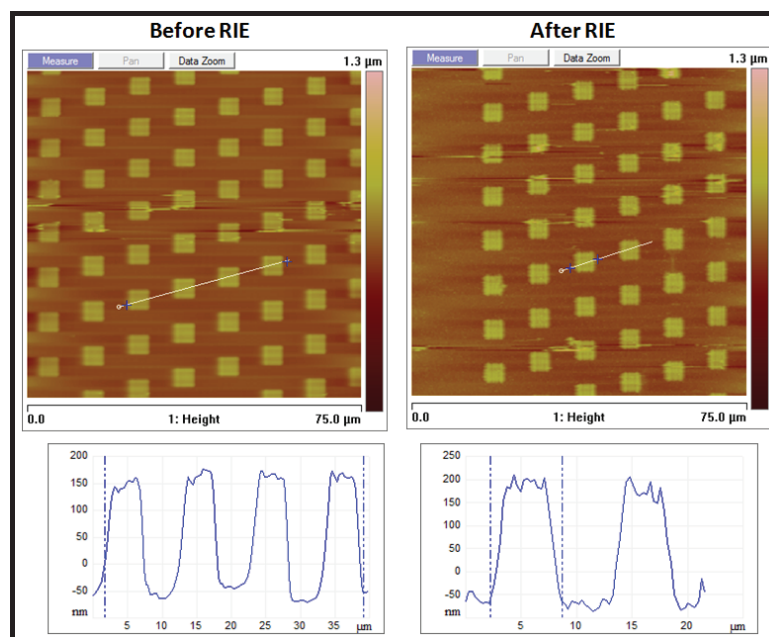 Before RIE
After RIE
Measure Pan Data Zoom 1.3 µm
Measure Pan Data Zoom 1.3 µm
0.0 1: Height 75.0 µm
0.0 1: Height 75.0 µm
200
150
100
50
0
-50
nm
5 10 15 20 25 30 35 µm
250
200
150
100
50
0
-50
nm
5 10 15 20 µm